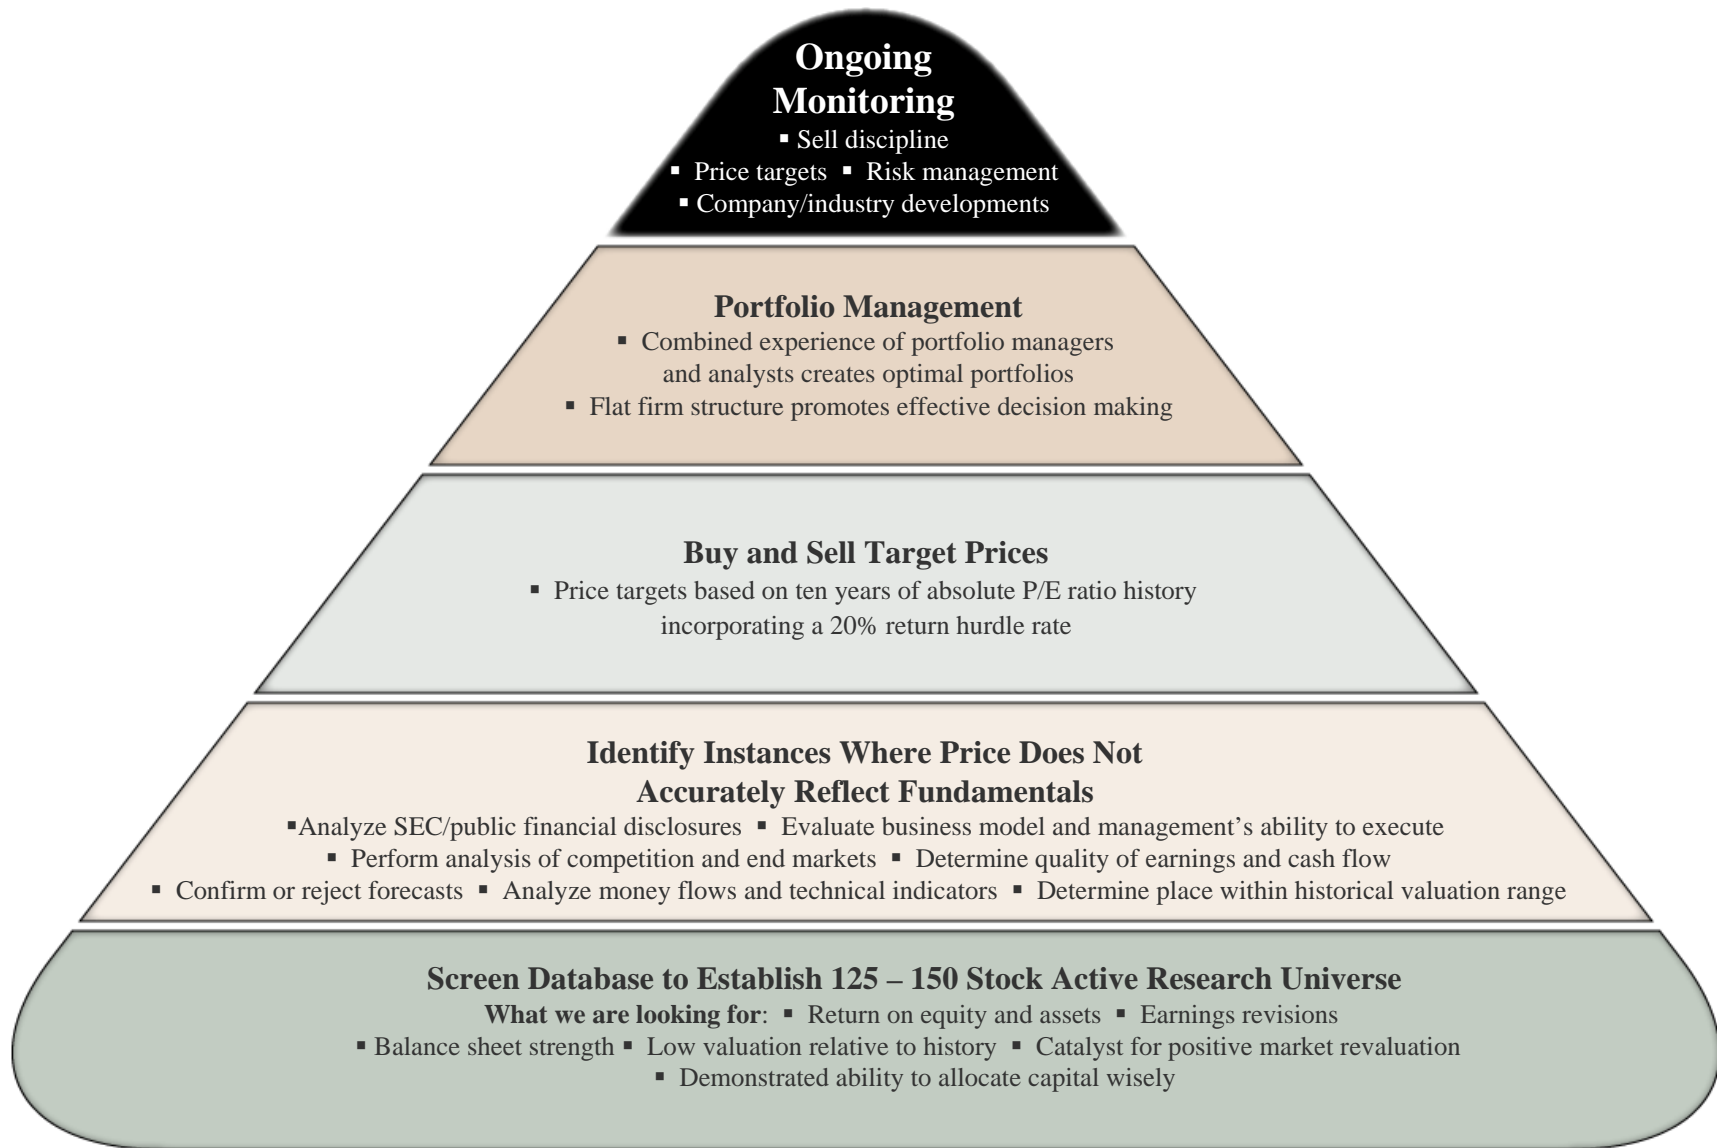 Ongoing
Monitoring
▪ Sell discipline
▪ Price targets ▪ Risk management
▪ Company/industry developments
Portfolio Management
▪ Combined experience of portfolio managers
and analysts creates optimal portfolios
▪ Flat firm structure promotes effective decision making
Buy and Sell Target Prices
▪ Price targets based on ten years of absolute P/E ratio history
incorporating a 20% return hurdle rate
Identify Instances Where Price Does Not
Accurately Reflect Fundamentals
▪Analyze SEC/public financial disclosures ▪ Evaluate business model and management’s ability to execute
▪ Perform analysis of competition and end markets ▪ Determine quality of earnings and cash flow
▪ Confirm or reject forecasts ▪ Analyze money flows and technical indicators ▪ Determine place within historical valuation range
Screen Database to Establish 125 – 150 Stock Active Research Universe
What we are looking for: ▪ Return on equity and assets ▪ Earnings revisions
▪ Balance sheet strength ▪ Low valuation relative to history ▪ Catalyst for positive market revaluation
▪ Demonstrated ability to allocate capital wisely